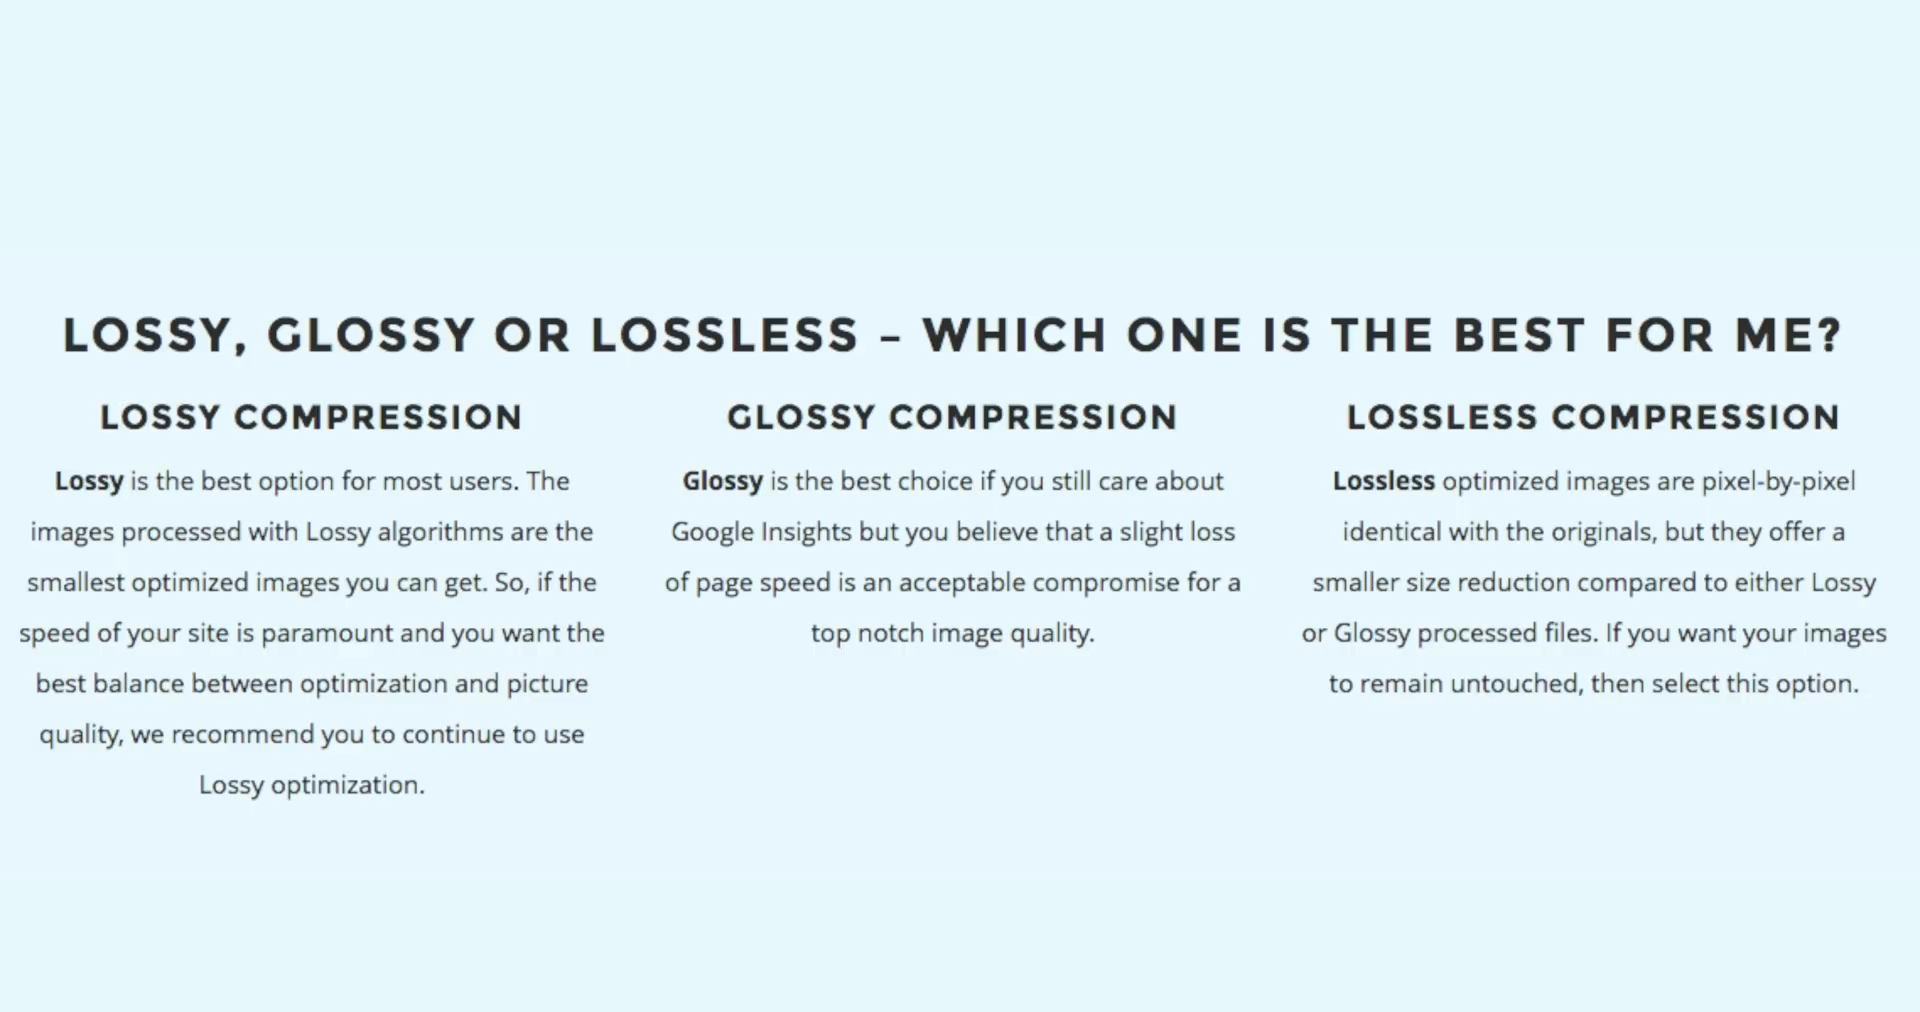 LOSSY, GLOSSY OR LOSSLESS – WHICH ONE IS THE BEST FOR ME?
LOSSY COMPRESSION
Lossy is the best option for most users. The
images processed with Lossy algorithms are the
smallest optimized images you can get. So, if the
speed of your site is paramount and you want the
best balance between optimization and picture
quality, we recommend you to continue to use
Lossy optimization.
GLOSSY COMPRESSION
Glossy is the best choice if you still care about
Google Insights but you believe that a slight loss
of page speed is an acceptable compromise for a
top notch image quality.
LOSSLESS COMPRESSION
Lossless optimized images are pixel-by-pixel
identical with the originals, but they offer a
smaller size reduction compared to either Lossy
or Glossy processed files. If you want your images
to remain untouched, then select this option.